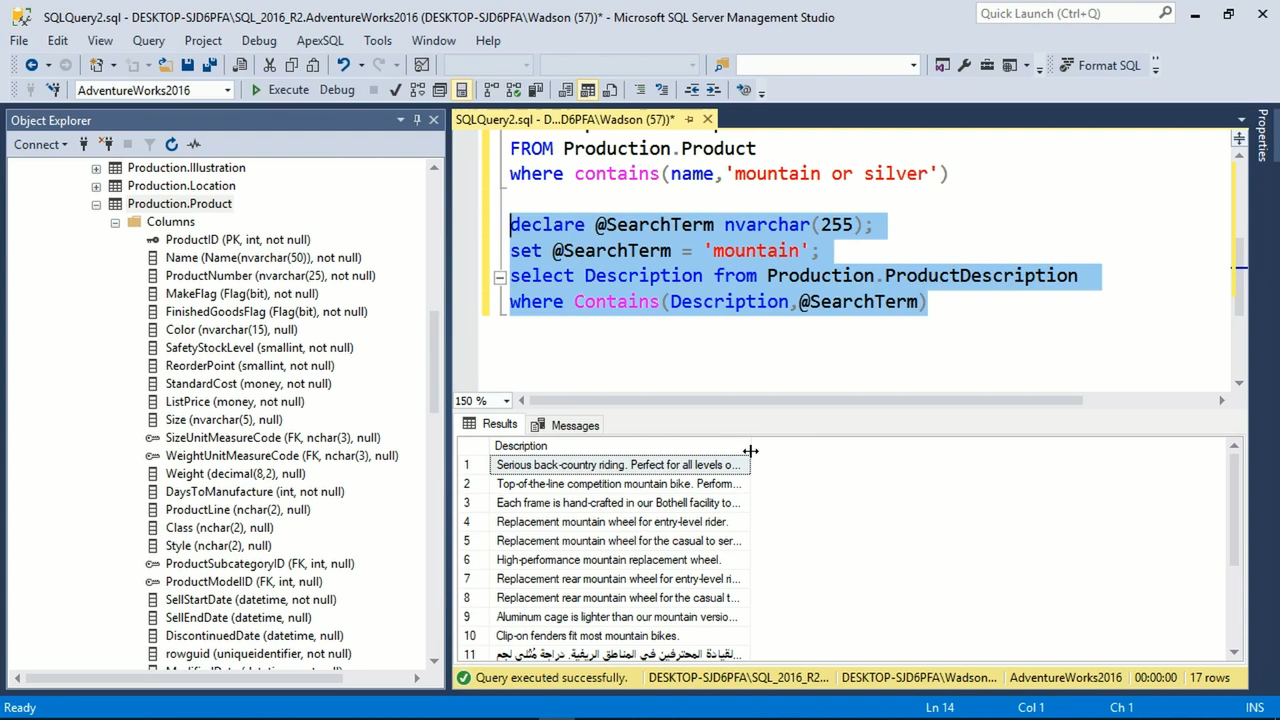 SQLQuery2.sql - DESKTOP-SJD6PFA\SQL_2016_R2.AdventureWorks2016 (DESKTOP-SJD6PFA\Wadson (57))* - Microsoft SQL Server Management Studio
Quick Launch (Ctrl+Q)
File Edit View Query Project Debug ApexSQL Tools Window Help
Format SQL
AdventureWorks2016 Execute Debug
Object Explorer
SQLQuery2.sql - D...D6PFA\Wadson (57))*
Properties
Connect
Production.Illustration
Production.Location
Production.Product
Columns
ProductID (PK, int, not null)
Name (Name(nvarchar(50)), not null)
ProductNumber (nvarchar(25), not null)
MakeFlag (Flag(bit), not null)
FinishedGoodsFlag (Flag(bit), not null)
Color (nvarchar(15), null)
SafetyStockLevel (smallint, not null)
ReorderPoint (smallint, not null)
StandardCost (money, not null)
ListPrice (money, not null)
Size (nvarchar(5), null)
SizeUnitMeasureCode (FK, nchar(3), null)
WeightUnitMeasureCode (FK, nchar(3), null)
Weight (decimal(8,2), null)
DaysToManufacture (int, not null)
ProductLine (nchar(2), null)
Class (nchar(2), null)
Style (nchar(2), null)
ProductSubcategoryID (FK, int, null)
ProductModelID (FK, int, null)
SellStartDate (datetime, not null)
SellEndDate (datetime, null)
DiscontinuedDate (datetime, null)
rowguid (uniqueidentifier, not null)
FROM Production.Product
where contains(name,'mountain or silver')
declare @SearchTerm nvarchar(255);
set @SearchTerm = 'mountain';
select Description from Production.ProductDescription
where Contains(Description,@SearchTerm)
150 %
Results Messages
Description
1 Serious back-country riding. Perfect for all levels o...
2 Top-of-the-line competition mountain bike. Perform...
3 Each frame is hand-crafted in our Bothell facility to...
4 Replacement mountain wheel for entry-level rider.
5 Replacement mountain wheel for the casual to ser...
6 High-performance mountain replacement wheel.
7 Replacement rear mountain wheel for entry-level ri...
8 Replacement rear mountain wheel for the casual t...
9 Aluminum cage is lighter than our mountain versio...
10 Clip-on fenders fit most mountain bikes.
11 لقيادة المحترفين في المناطق الريفية. دراجة
Query executed successfully. DESKTOP-SJD6PFA\SQL_2016_R2... DESKTOP-SJD6PFA\Wadson... AdventureWorks2016 00:00:00 17 rows
Ready Ln 14 Col 1 Ch 1 INS